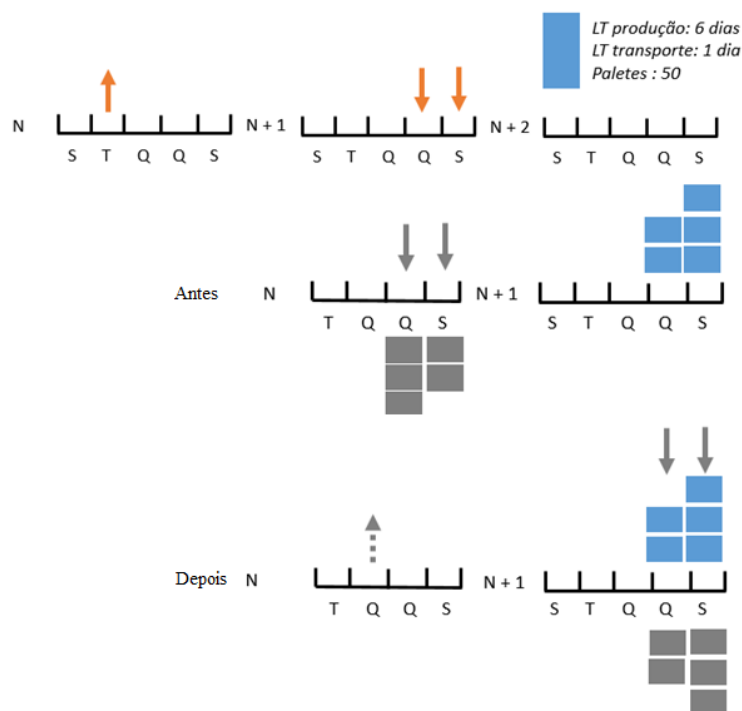 LT produção: 6 dias
LT transporte: 1 dia
Paletes : 50
N N + 1 N + 2
S T Q Q S S T Q Q S S T Q Q S
Antes N N + 1
T Q Q S S T Q Q S
Depois N N + 1
T Q Q S S T Q Q S